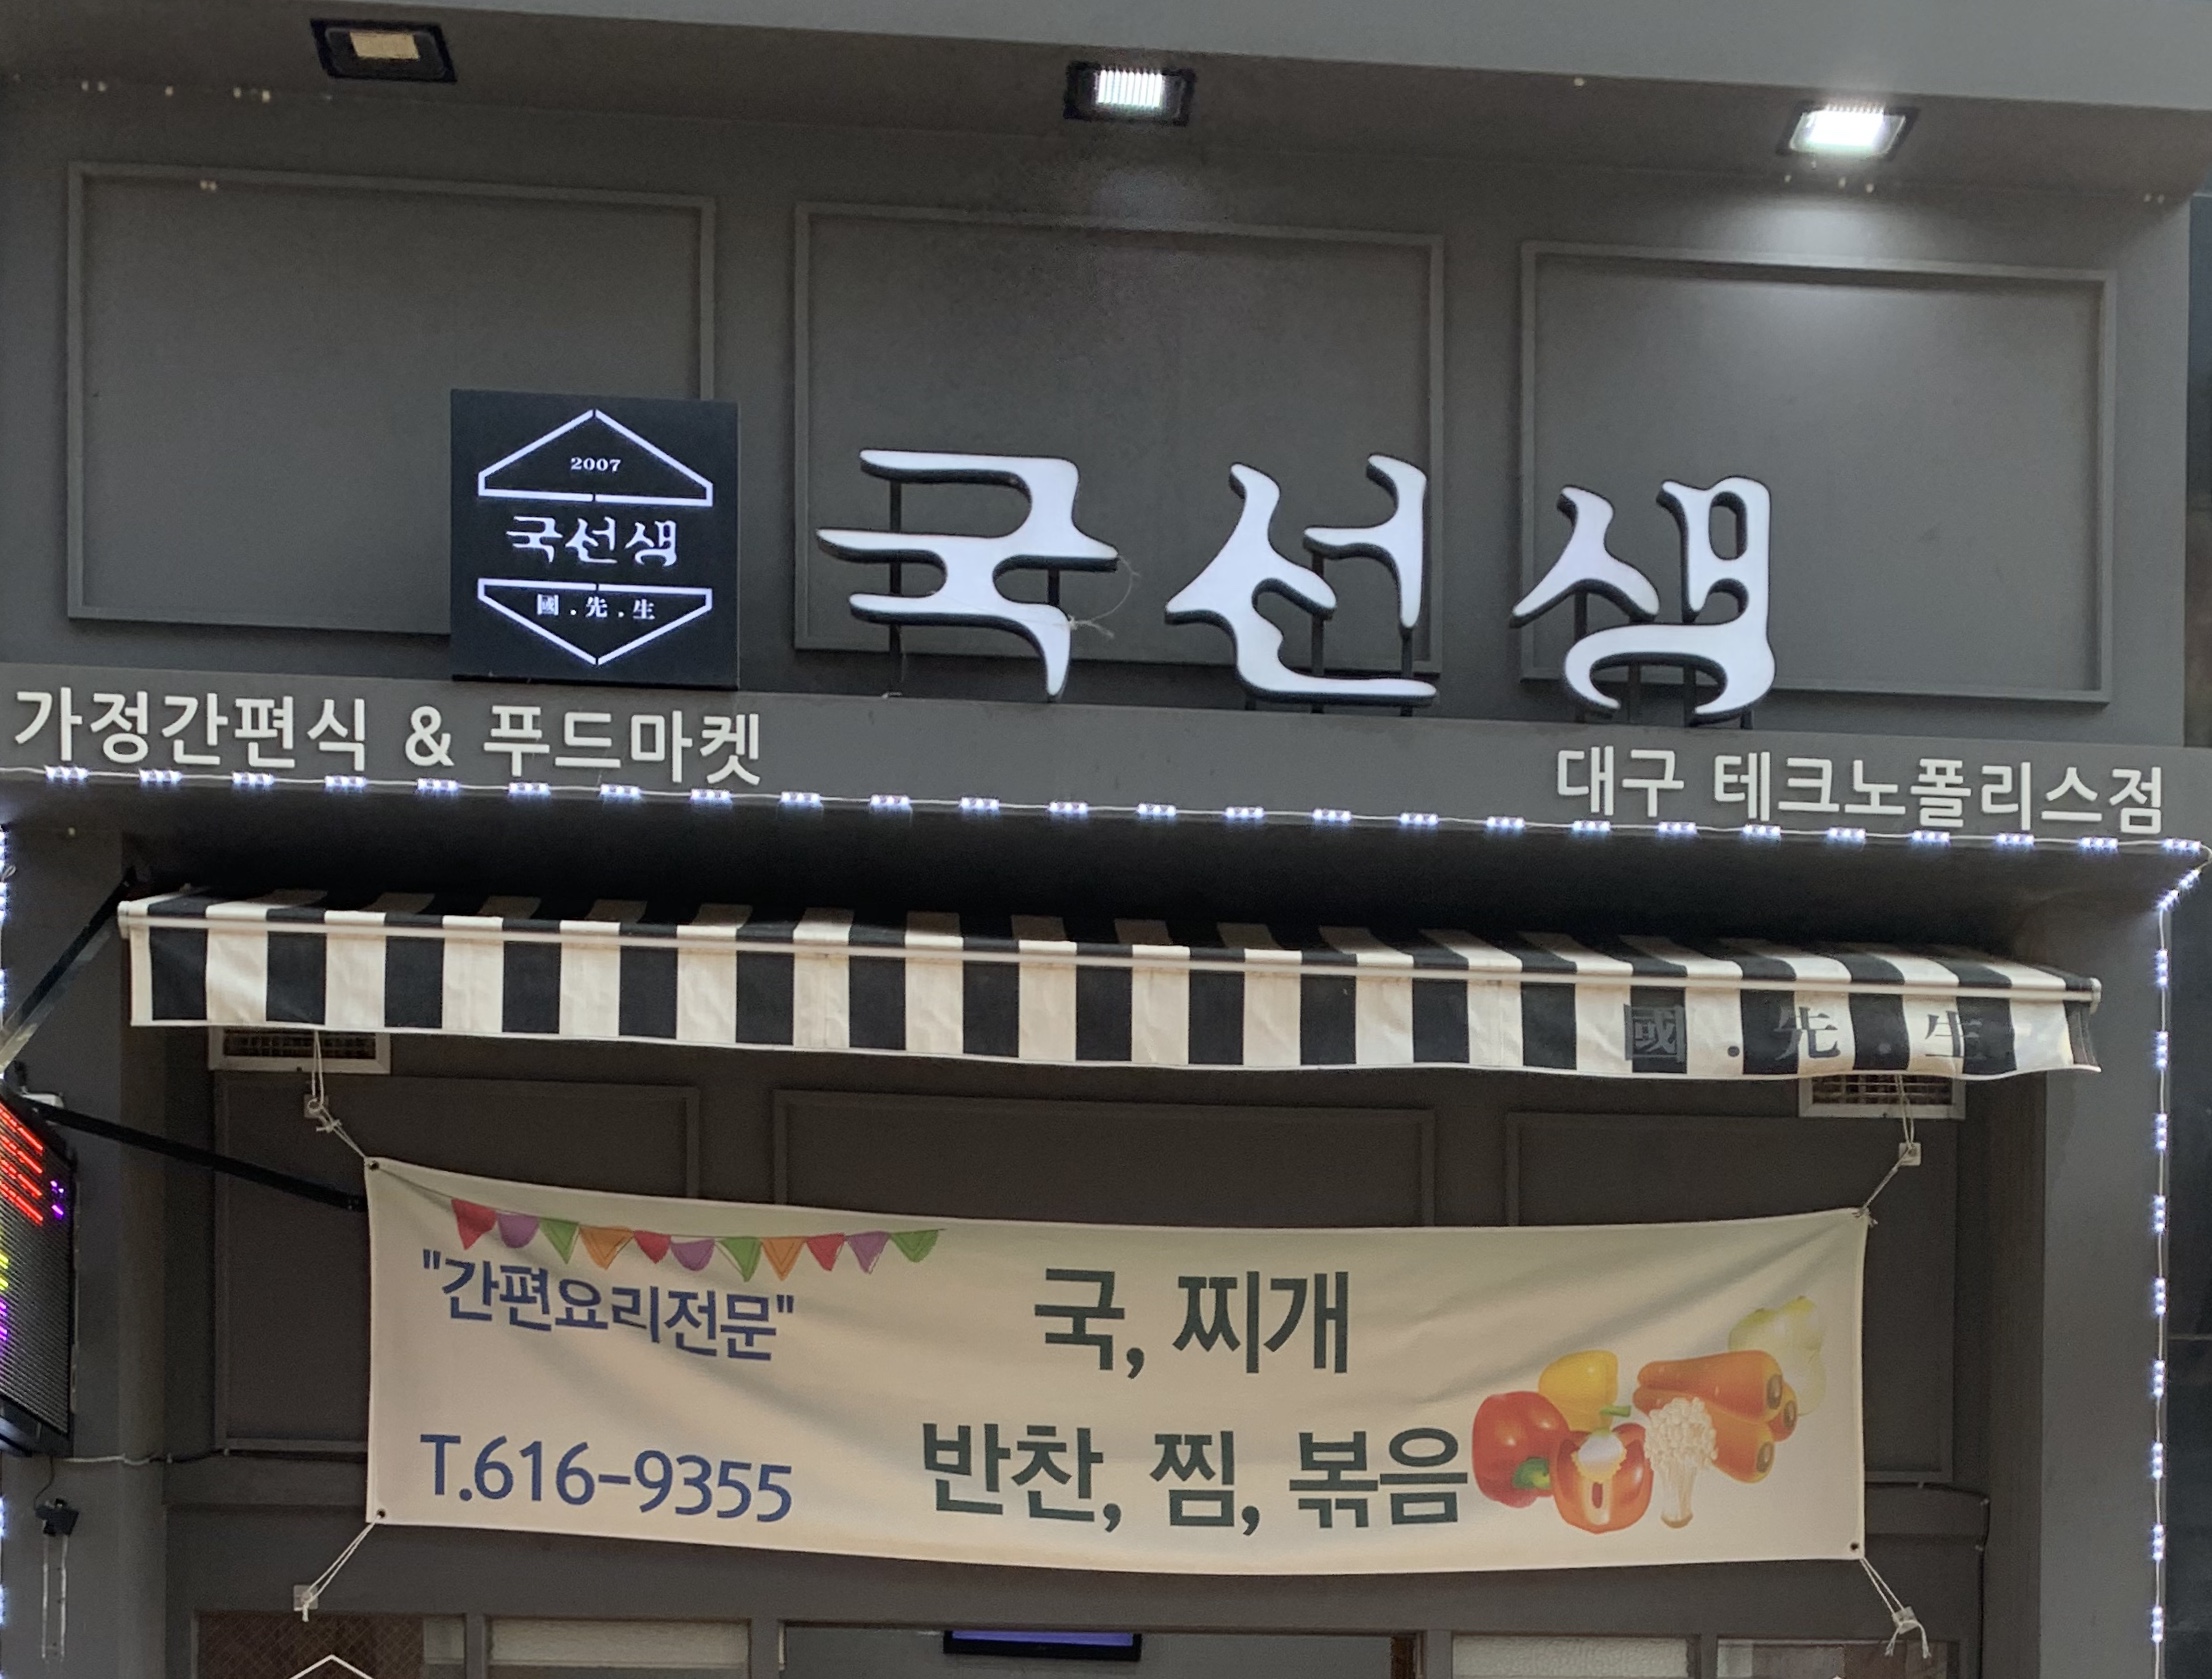 2007
국선생
國.先.生
국선생
가정간편식 & 푸드마켓
대구 테크노폴리스점
國.先.生
"간편요리전문"
국, 찌개
T.616-9355
반찬, 찜, 볶음